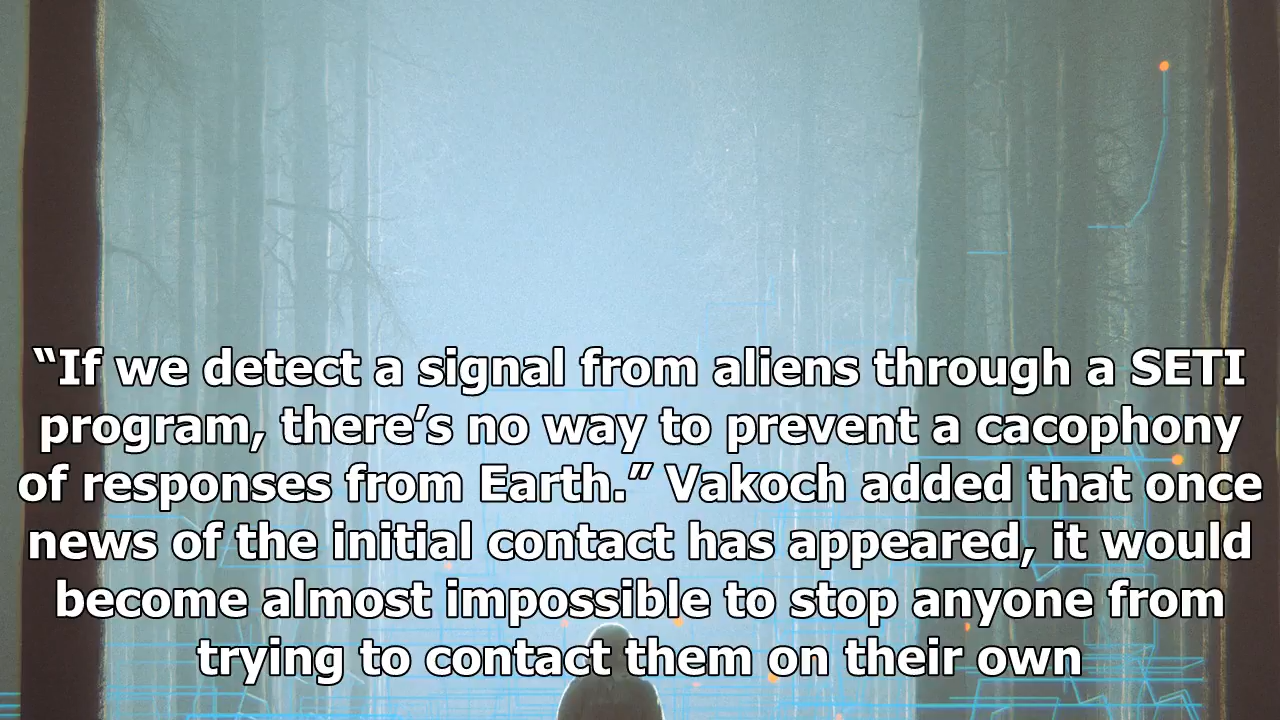 “If we detect a signal from aliens through a SETI
program, there’s no way to prevent a cacophony
of responses from Earth.” Vakoch added that once
news of the initial contact has appeared, it would
become almost impossible to stop anyone from
trying to contact them on their own